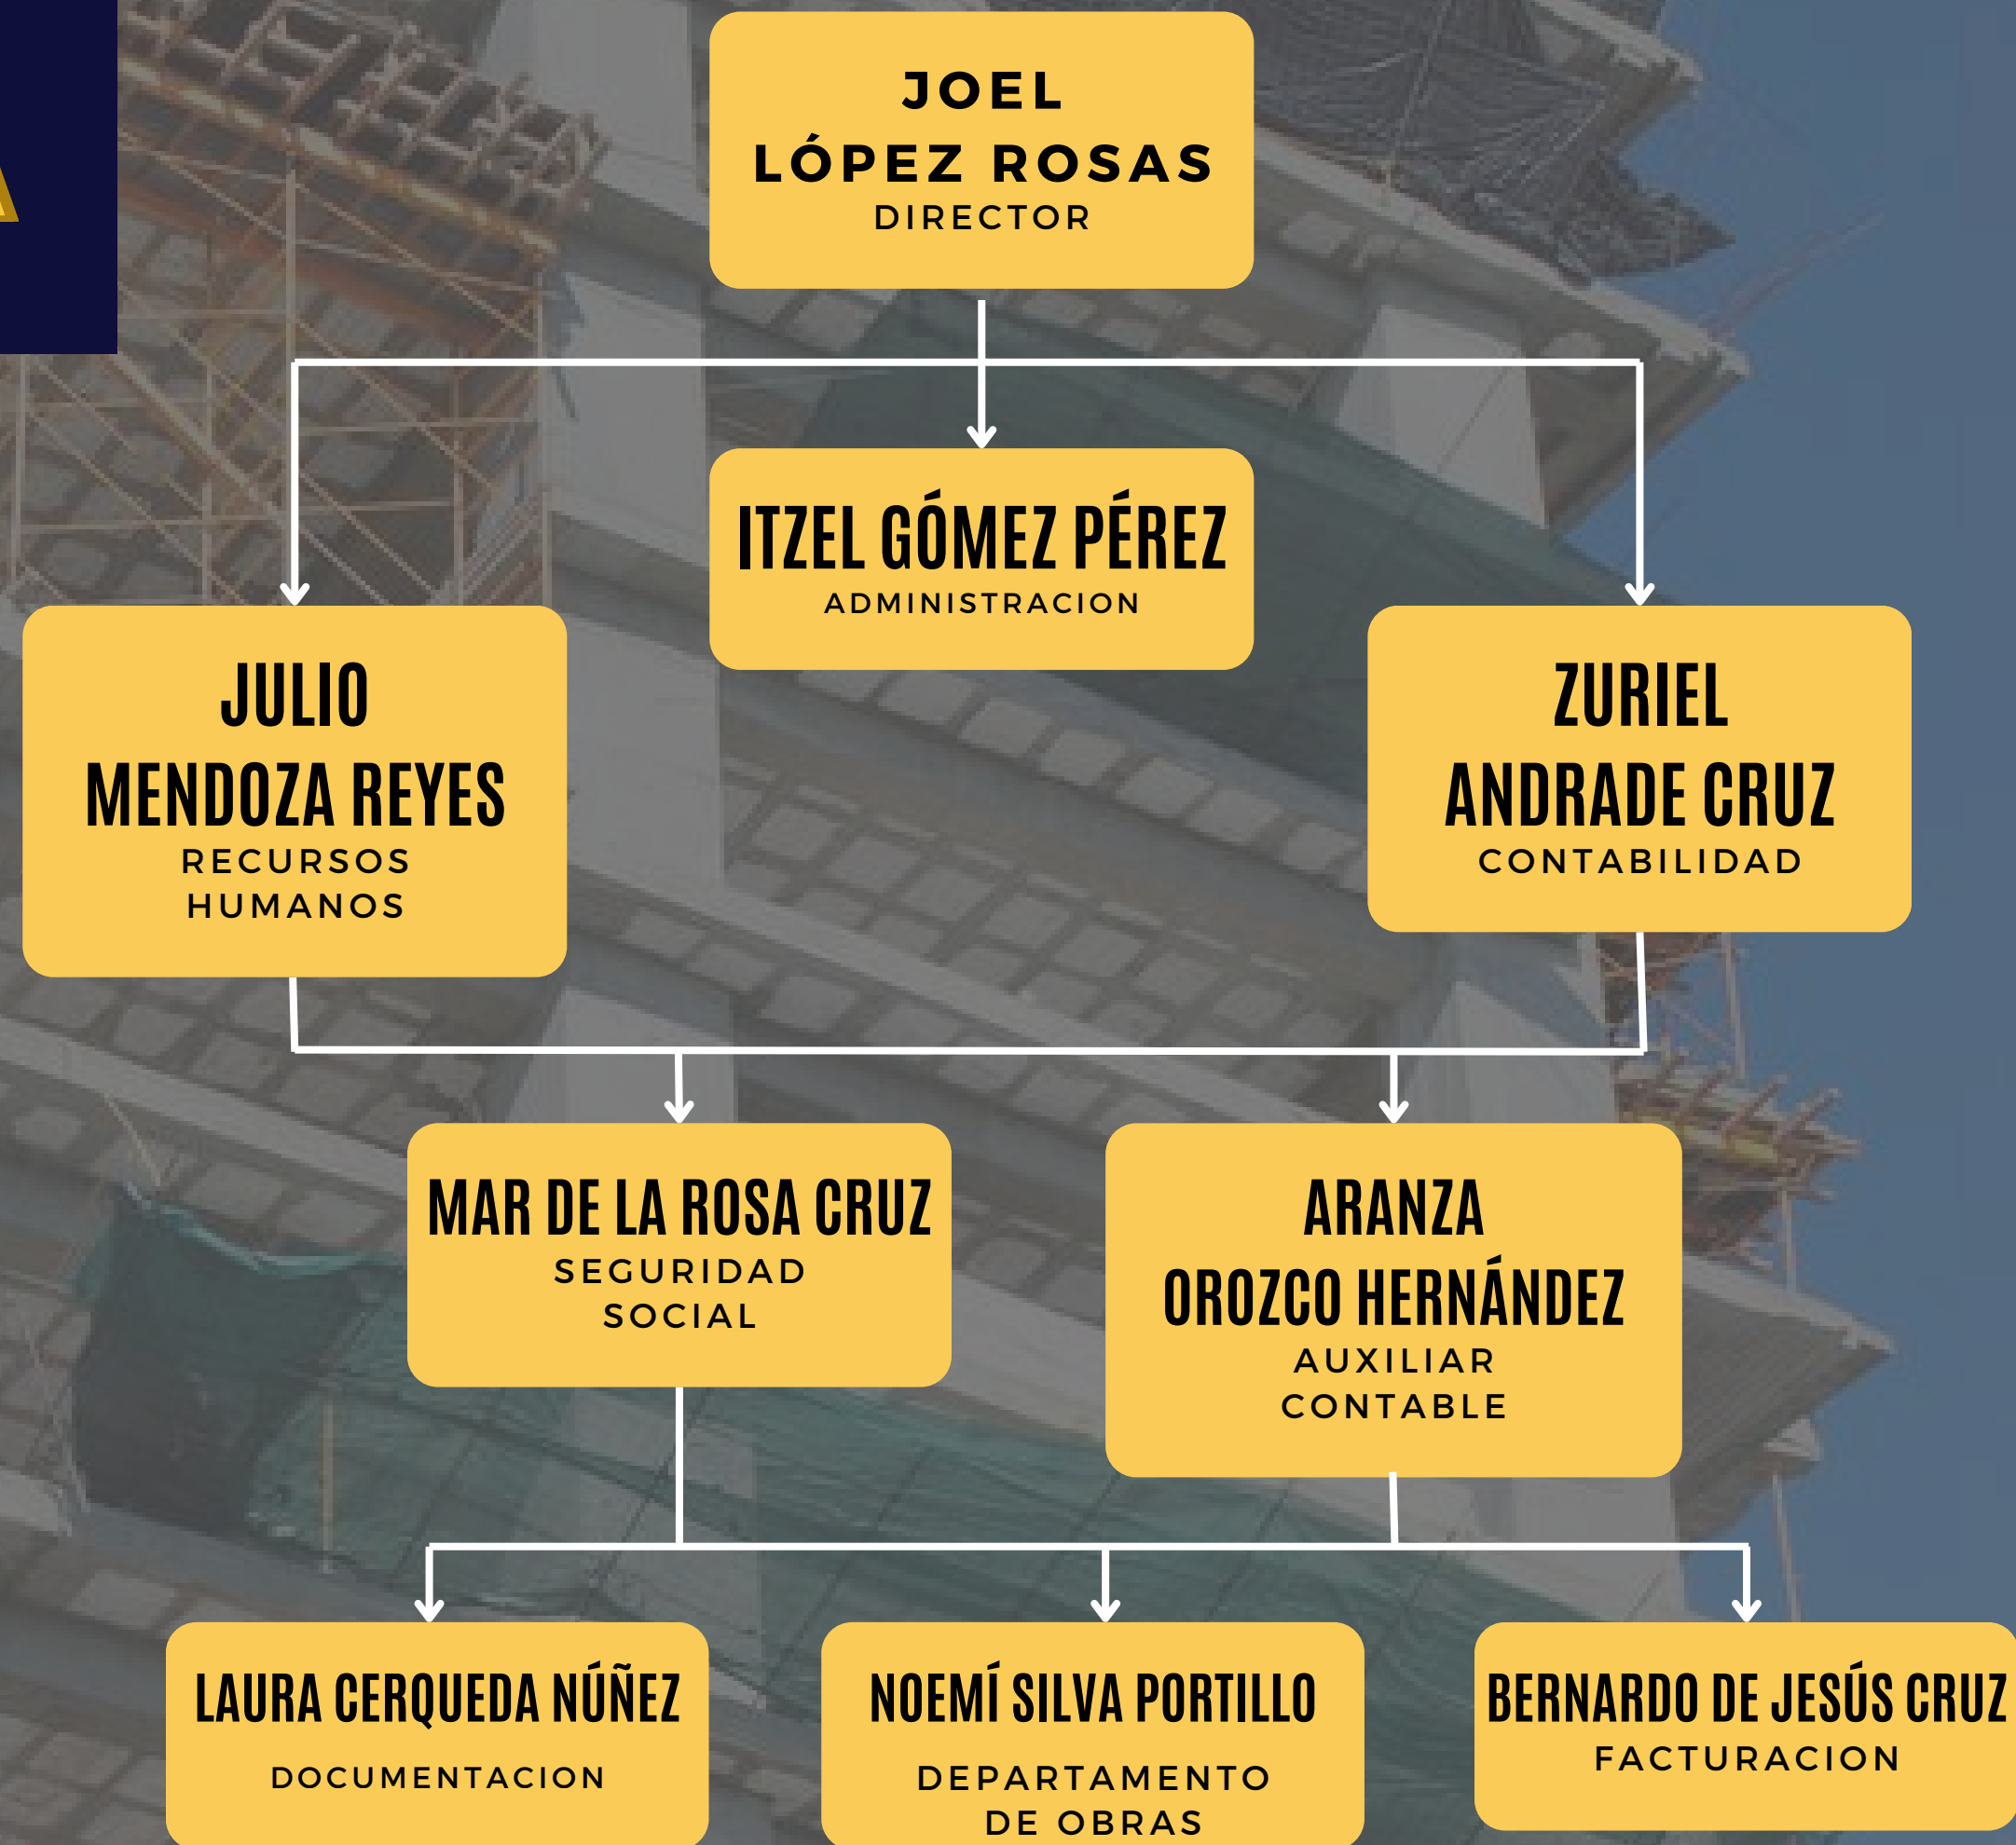 JOEL
LÓPEZ ROSAS
DIRECTOR
ITZEL GÓMEZ PÉREZ
ADMINISTRACION
JULIO
MENDOZA REYES
RECURSOS
HUMANOS
ZURIEL
ANDRADE CRUZ
CONTABILIDAD
MAR DE LA ROSA CRUZ
SEGURIDAD
SOCIAL
ARANZA
OROZCO HERNÁNDEZ
AUXILIAR
CONTABLE
LAURA CERQUEDA NÚÑEZ
DOCUMENTACION
NOEMÍ SILVA PORTILLO
DEPARTAMENTO
DE OBRAS
BERNARDO DE JESÚS CRUZ
FACTURACION